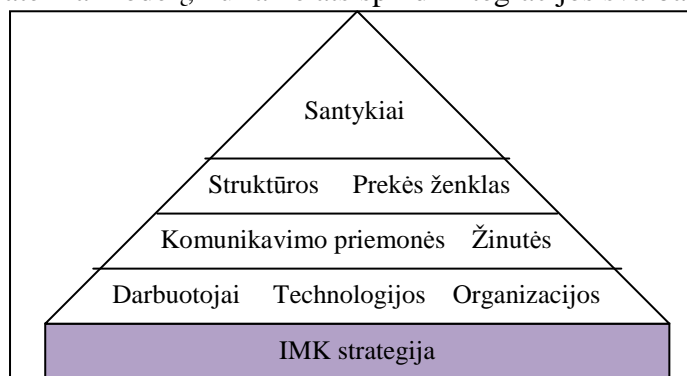 Santykiai
Struktūros Prekės ženklas
Komunikavimo priemonės Žinutės
Darbuotojai Technologijos Organizacijos
IMK strategija